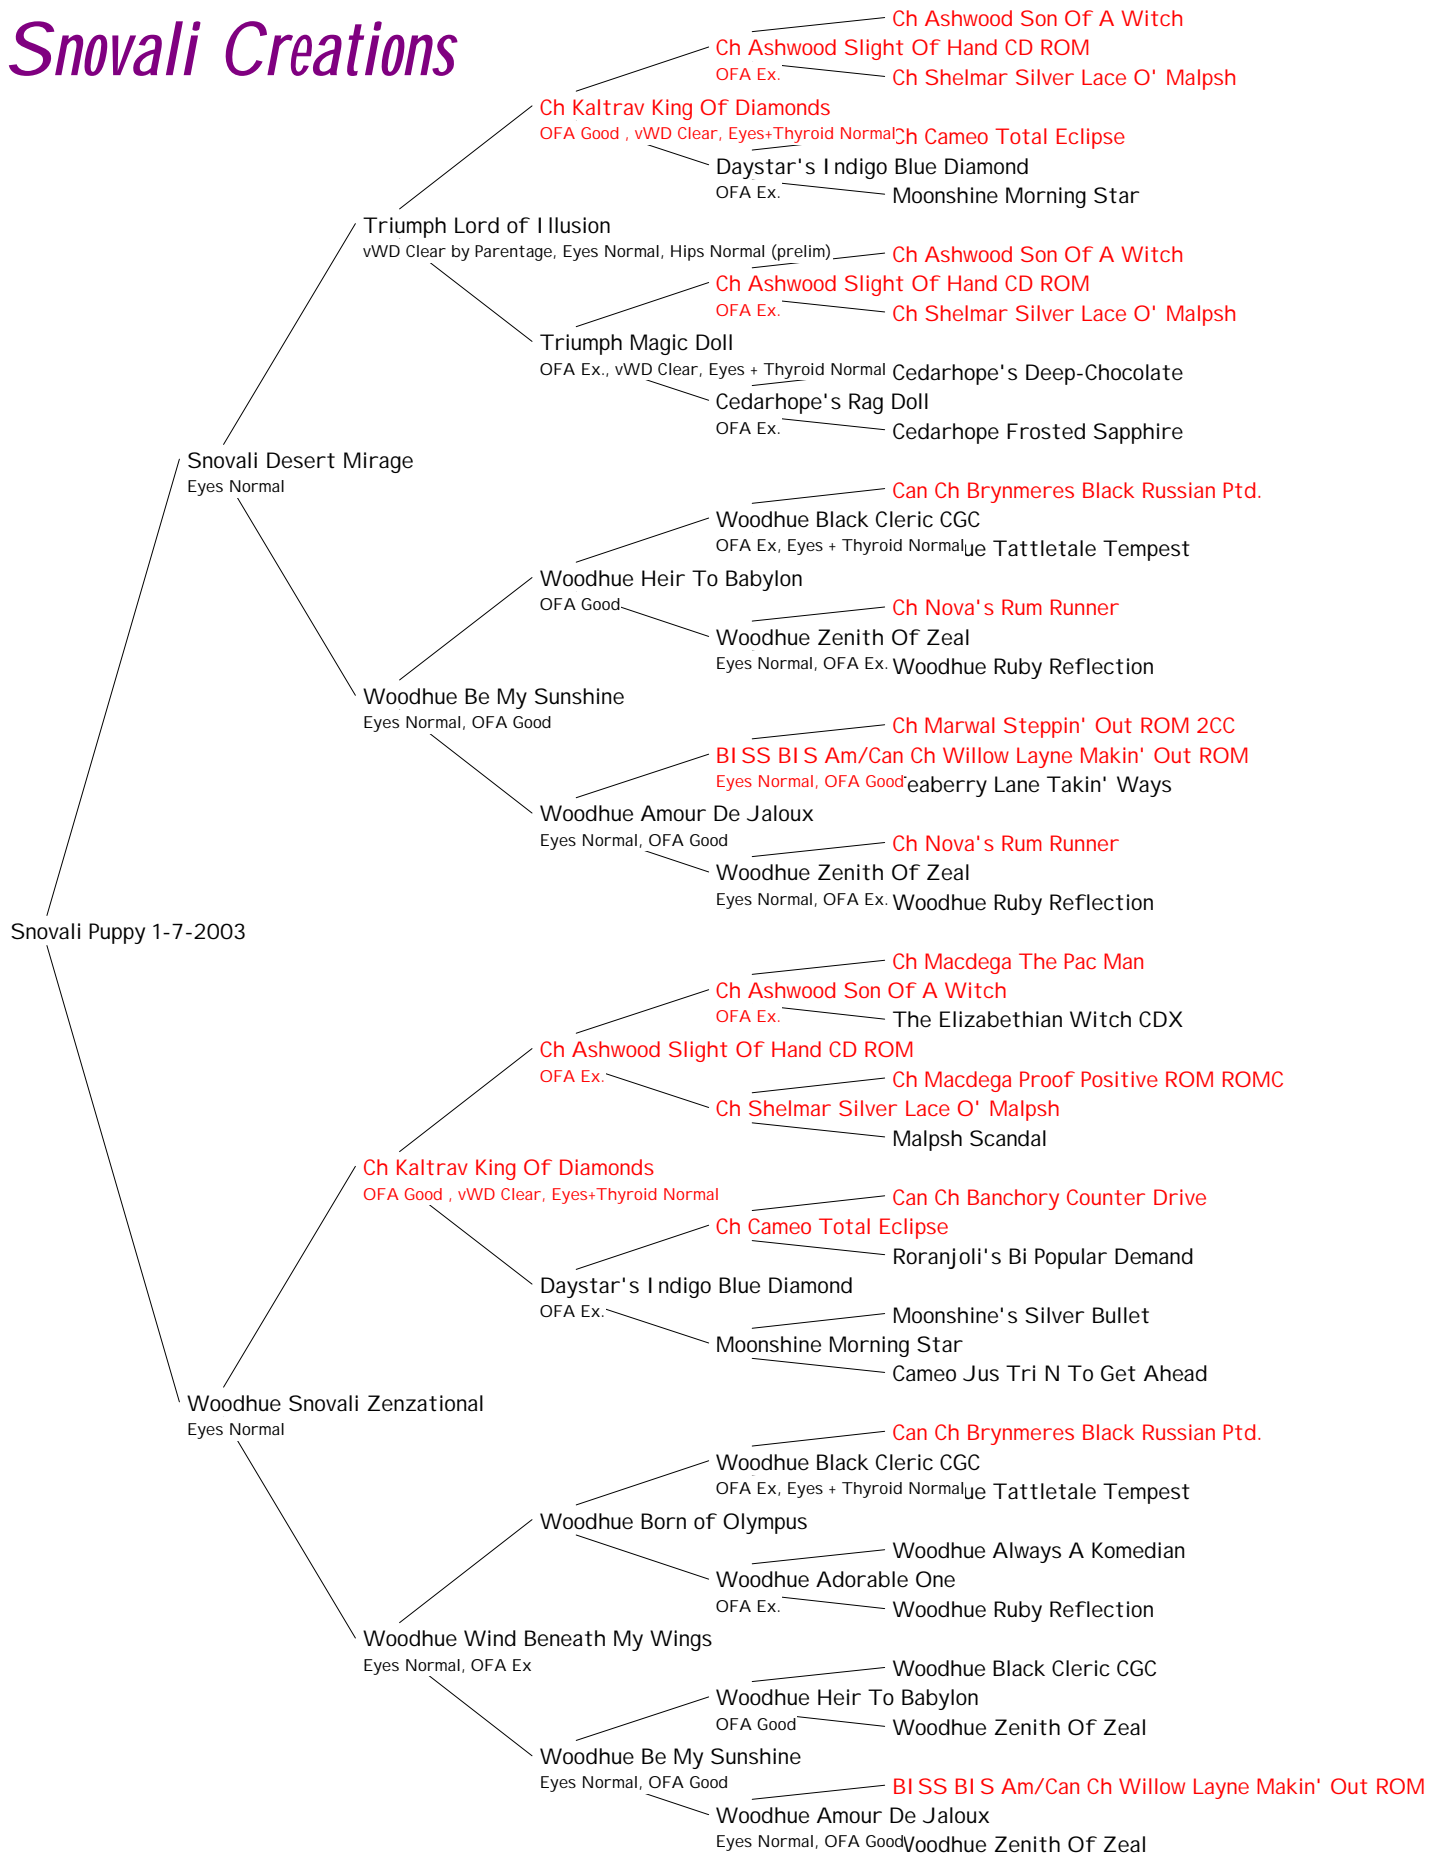 Snovali Creations
Ch Ashwood Son Of A Witch
Ch Ashwood Slight Of Hand CD ROM
OFA Ex.
Ch Shelmar Silver Lace O' Malpsh
Ch Kaltrav King Of Diamonds
OFA Good , vWD Clear, Eyes+Thyroid Normal
Ch Cameo Total Eclipse
Daystar's Indigo Blue Diamond
OFA Ex.
Moonshine Morning Star
Triumph Lord of Illusion
vWD Clear by Parentage, Eyes Normal, Hips Normal (prelim)
Ch Ashwood Son Of A Witch
Ch Ashwood Slight Of Hand CD ROM
OFA Ex.
Ch Shelmar Silver Lace O' Malpsh
Triumph Magic Doll
OFA Ex., vWD Clear, Eyes + Thyroid Normal
Cedarhope's Deep-Chocolate
Cedarhope's Rag Doll
OFA Ex.
Cedarhope Frosted Sapphire
Snovali Desert Mirage
Eyes Normal
Can Ch Brynmeres Black Russian Ptd.
Woodhue Black Cleric CGC
OFA Ex, Eyes + Thyroid Normal
Tattletale Tempest
Woodhue Heir To Babylon
OFA Good
Ch Nova's Rum Runner
Woodhue Zenith Of Zeal
Eyes Normal, OFA Ex.
Woodhue Ruby Reflection
Woodhue Be My Sunshine
Eyes Normal, OFA Good
Ch Marwal Steppin' Out ROM 2CC
BISS BIS Am/Can Ch Willow Layne Makin' Out ROM
Eyes Normal, OFA Good
Lane Takin' Ways
Woodhue Amour De Jaloux
Eyes Normal, OFA Good
Ch Nova's Rum Runner
Woodhue Zenith Of Zeal
Eyes Normal, OFA Ex.
Woodhue Ruby Reflection
Snovali Puppy 1-7-2003
Ch Macdega The Pac Man
Ch Ashwood Son Of A Witch
OFA Ex.
The Elizabethian Witch CDX
Ch Ashwood Slight Of Hand CD ROM
OFA Ex.
Ch Macdega Proof Positive ROM ROMC
Ch Shelmar Silver Lace O' Malpsh
Malpsh Scandal
Ch Kaltrav King Of Diamonds
OFA Good , vWD Clear, Eyes+Thyroid Normal
Can Ch Banchory Counter Drive
Ch Cameo Total Eclipse
Roranjoli's Bi Popular Demand
Daystar's Indigo Blue Diamond
OFA Ex.
Moonshine's Silver Bullet
Moonshine Morning Star
Cameo Jus Tri N To Get Ahead
Woodhue Snovali Zenzational
Eyes Normal
Can Ch Brynmeres Black Russian Ptd.
Woodhue Black Cleric CGC
OFA Ex, Eyes + Thyroid Normal
Tattletale Tempest
Woodhue Born of Olympus
Woodhue Always A Komedian
Woodhue Adorable One
OFA Ex.
Woodhue Ruby Reflection
Woodhue Wind Beneath My Wings
Eyes Normal, OFA Ex
Woodhue Black Cleric CGC
Woodhue Heir To Babylon
OFA Good
Woodhue Zenith Of Zeal
Woodhue Be My Sunshine
Eyes Normal, OFA Good
BISS BIS Am/Can Ch Willow Layne Makin' Out ROM
Woodhue Amour De Jaloux
Eyes Normal, OFA Good
Woodhue Zenith Of Zeal